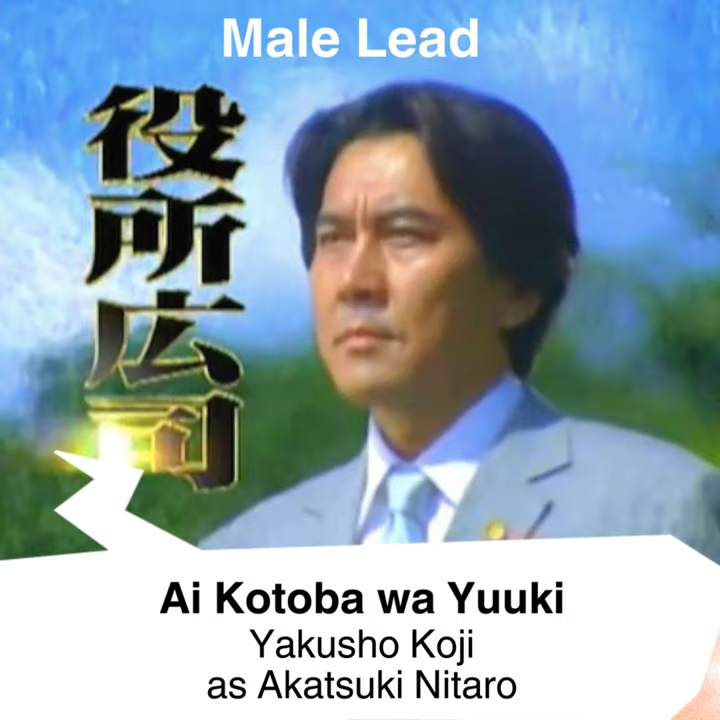 Male Lead
役所広司
Ai Kotoba wa Yuuki
Yakusho Koji
as Akatsuki Nitaro